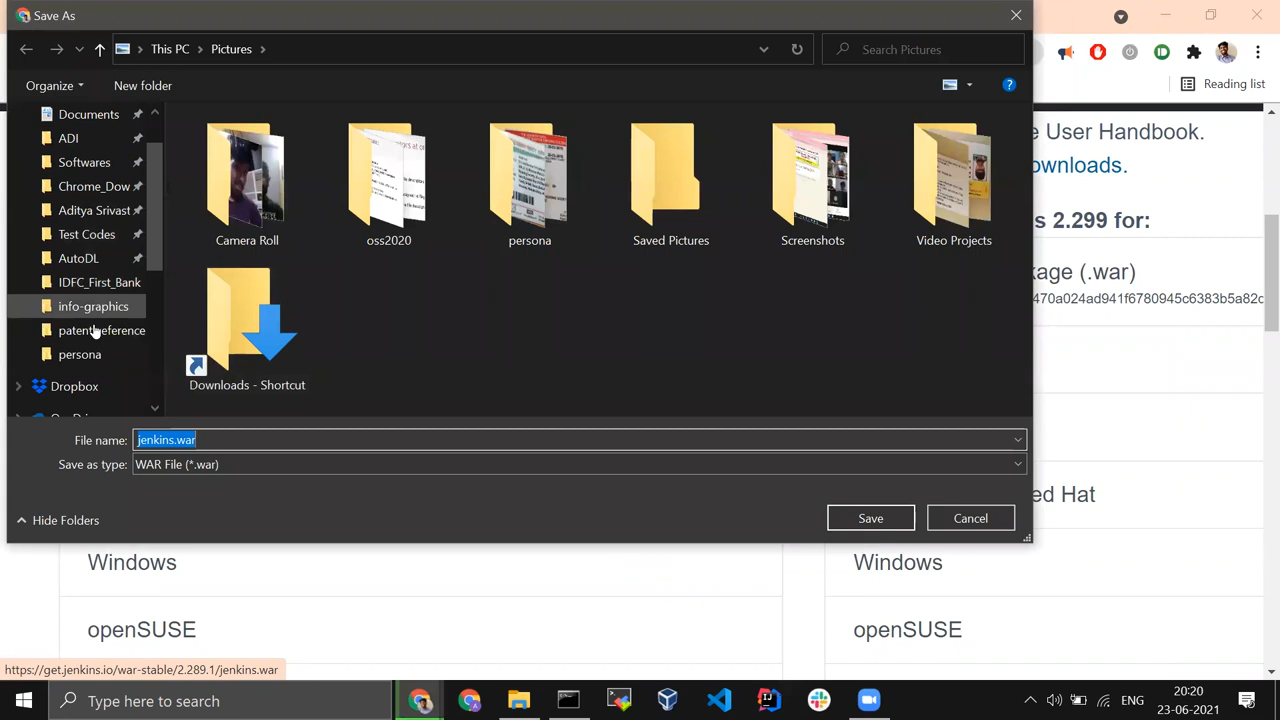 Save As
This PC
Pictures
Search Pictures
Reading list
Organize
New folder
Documents
ADI
Softwares
Chrome_Dow
Aditya Srivast
Test Codes
AutoDL
IDFC_First_Bank
info-graphics
persona
Dropbox
Camera Roll
oss2020
persona
Saved Pictures
Screenshots
Video Projects
Downloads - Shortcut
File name:
jenkins.war
Save as type:
WAR File (*.war)
Hide Folders
Save
Cancel
e User Handbook.
ownloads.
s 2.299 for:
kage (.war)
470a024ad941f6780945c6383b5a82c
ed Hat
Windows
Windows
openSUSE
openSUSE
https://get.jenkins.io/war-stable/2.289.1/jenkins.war
Type here to search
ENG
20:20
23-06-2021